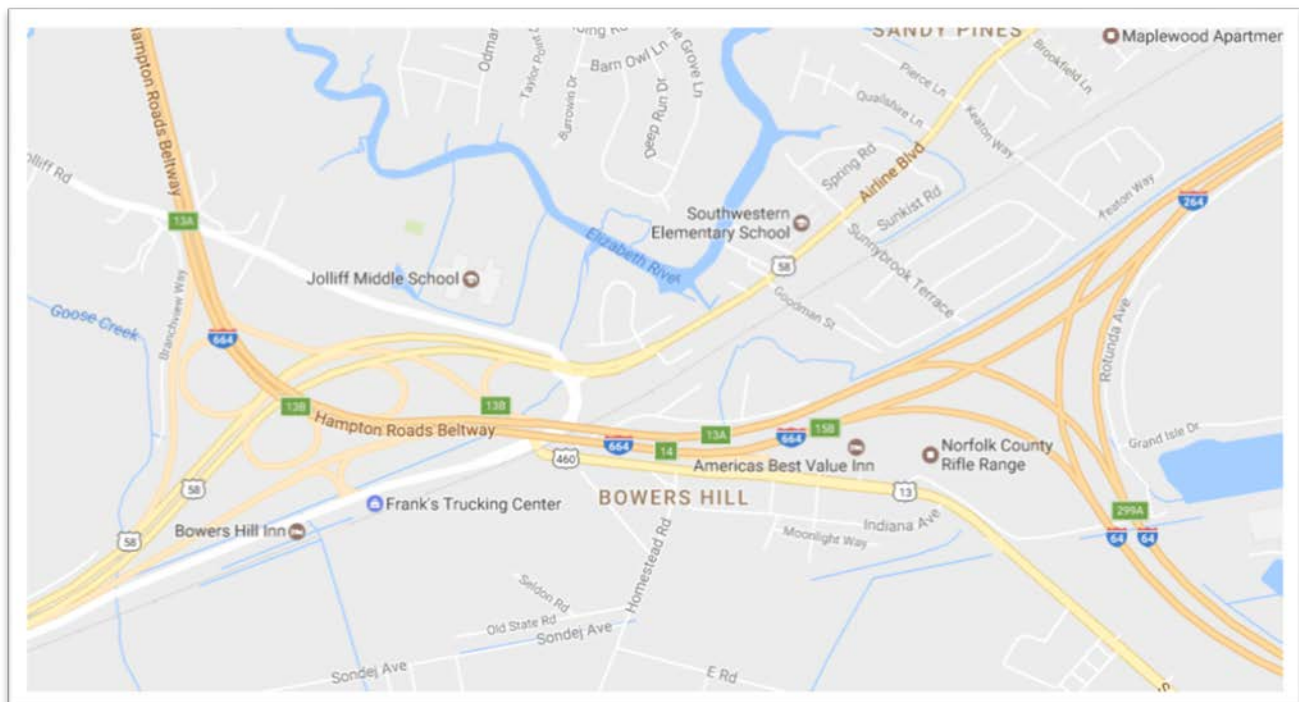 SANDY PINES
Maplewood Apartmer
Hampton Roads Beltway
Odmar
Taylor Point
Barn Owl Ln
Burrowin Dr
Deep Run Dr
Grove Ln
Pierce Ln
Brookfield Ln
Quailshire Ln
Keaton Way
Airline Blvd
Spring Rd
Sunkist Rd
Teaton Way
264
olliff Rd
13A
Southwestern
Elementary School
Elizabeth River
58
Sunnybrook Terrace
Jolliff Middle School
Goodman St
Goose Creek
Branchview Way
664
Rotunda Ave
13B
13B
Hampton Roads Beltway
13A
664
664
15B
14
460
Americas Best Value Inn
Norfolk County
Rifle Range
Grand Isle Dr
58
Frank's Trucking Center
BOWERS HILL
13
Indiana Ave
299A
Bowers Hill Inn
58
Moonlight Way
64
64
Homestead Rd
Seldon Rd
Old State Rd
Sondej Ave
Sondej Ave
E Rd
S